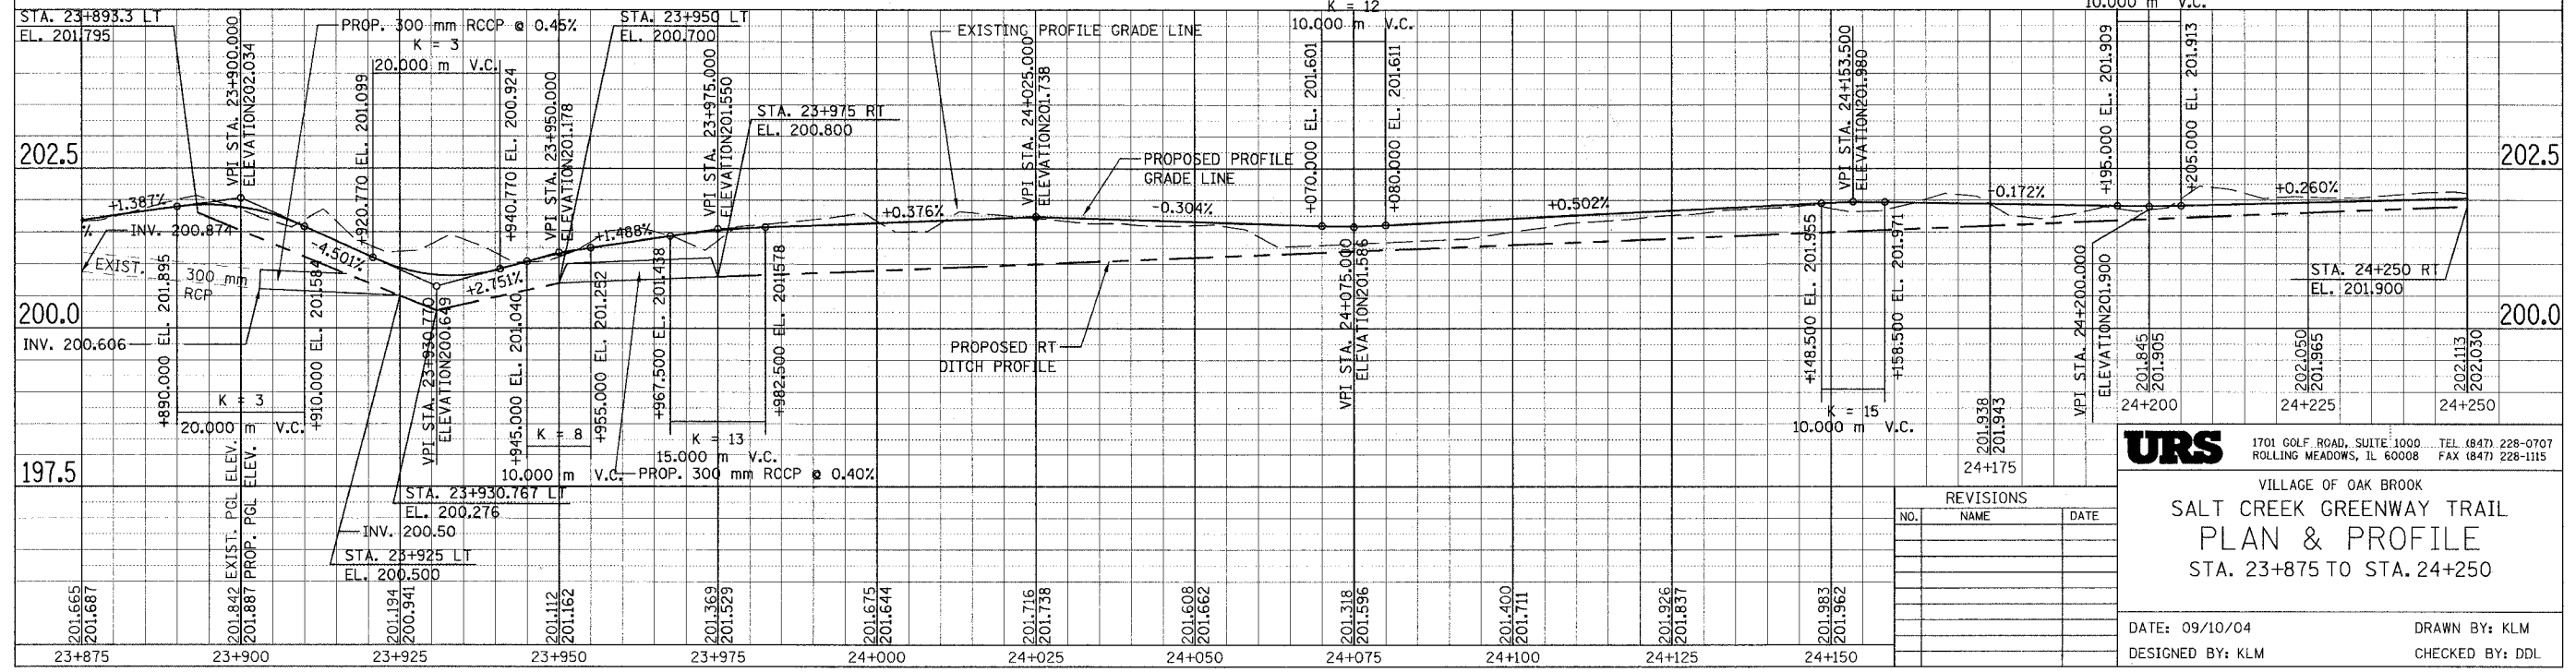 STA. 23+893.3 LT
EL. 201.795
PROP. 300 mm RCCP @ 0.45%
K = 3
20.000 m V.C.
STA. 23+950 LT
EL. 200.700
EXISTING PROFILE GRADE LINE
K = 12
10.000 m V.C.
10.000 m V.C.
VPI STA. 23+900.000
ELEVATION202.034
+920.770 EL. 201.099
+940.770 EL. 200.924
VPI STA. 23+950.000
ELEVATION201.178
VPI STA. 23+975.000
ELEVATION201.550
STA. 23+975 RT
EL. 200.800
VPI STA. 24+025.000
ELEVATION201.738
PROPOSED PROFILE
GRADE LINE
+070.000 EL. 201.601
+080.000 EL. 201.611
VPI STA. 24+153.500
ELEVATION201.980
+195.000 EL. 201.909
+205.000 EL. 201.913
202.5
202.5
+1.387%
-4.501%
+2.751%
+1.488%
+0.376%
-0.304%
+0.502%
-0.172%
+0.260%
%
INV. 200.874
EXIST. 300 mm
RCP
200.0
200.0
INV. 200.606
+890.000 EL. 201.895
+910.000 EL. 201.584
K = 3
20.000 m V.C.
VPI STA. 23+930.770
ELEVATION200.649
+945.000 EL. 201.040
+955.000 EL. 201.252
K = 8
10.000 m V.C.
+967.500 EL. 201.438
+982.500 EL. 201.578
K = 13
15.000 m V.C.
PROP. 300 mm RCCP @ 0.40%
PROPOSED RT
DITCH PROFILE
VPI STA. 24+075.000
ELEVATION201.586
+148.500 EL. 201.955
+158.500 EL. 201.971
K = 15
10.000 m V.C.
VPI STA. 24+200.000
ELEVATION201.900
STA. 24+250 RT
EL. 201.900
201.938
201.943
24+175
201.845
201.905
24+200
202.050
201.965
24+225
202.113
202.030
24+250
197.5
STA. 23+930.767 LT
EL. 200.276
INV. 200.50
STA. 23+925 LT
EL. 200.500
EXIST. PGL ELEV.
PROP. PGL ELEV.
201.665
201.687
201.842
201.887
201.194
200.941
201.112
201.162
201.369
201.529
201.675
201.644
201.716
201.738
201.608
201.662
201.318
201.596
201.400
201.711
201.926
201.837
201.983
201.962
23+875
23+900
23+925
23+950
23+975
24+000
24+025
24+050
24+075
24+100
24+125
24+150
REVISIONS
NO. NAME DATE
URS
1701 GOLF ROAD, SUITE 1000 TEL (847) 228-0707
ROLLING MEADOWS, IL 60008 FAX (847) 228-1115
VILLAGE OF OAK BROOK
SALT CREEK GREENWAY TRAIL
PLAN & PROFILE
STA. 23+875 TO STA. 24+250
DATE: 09/10/04
DRAWN BY: KLM
DESIGNED BY: KLM
CHECKED BY: DDL